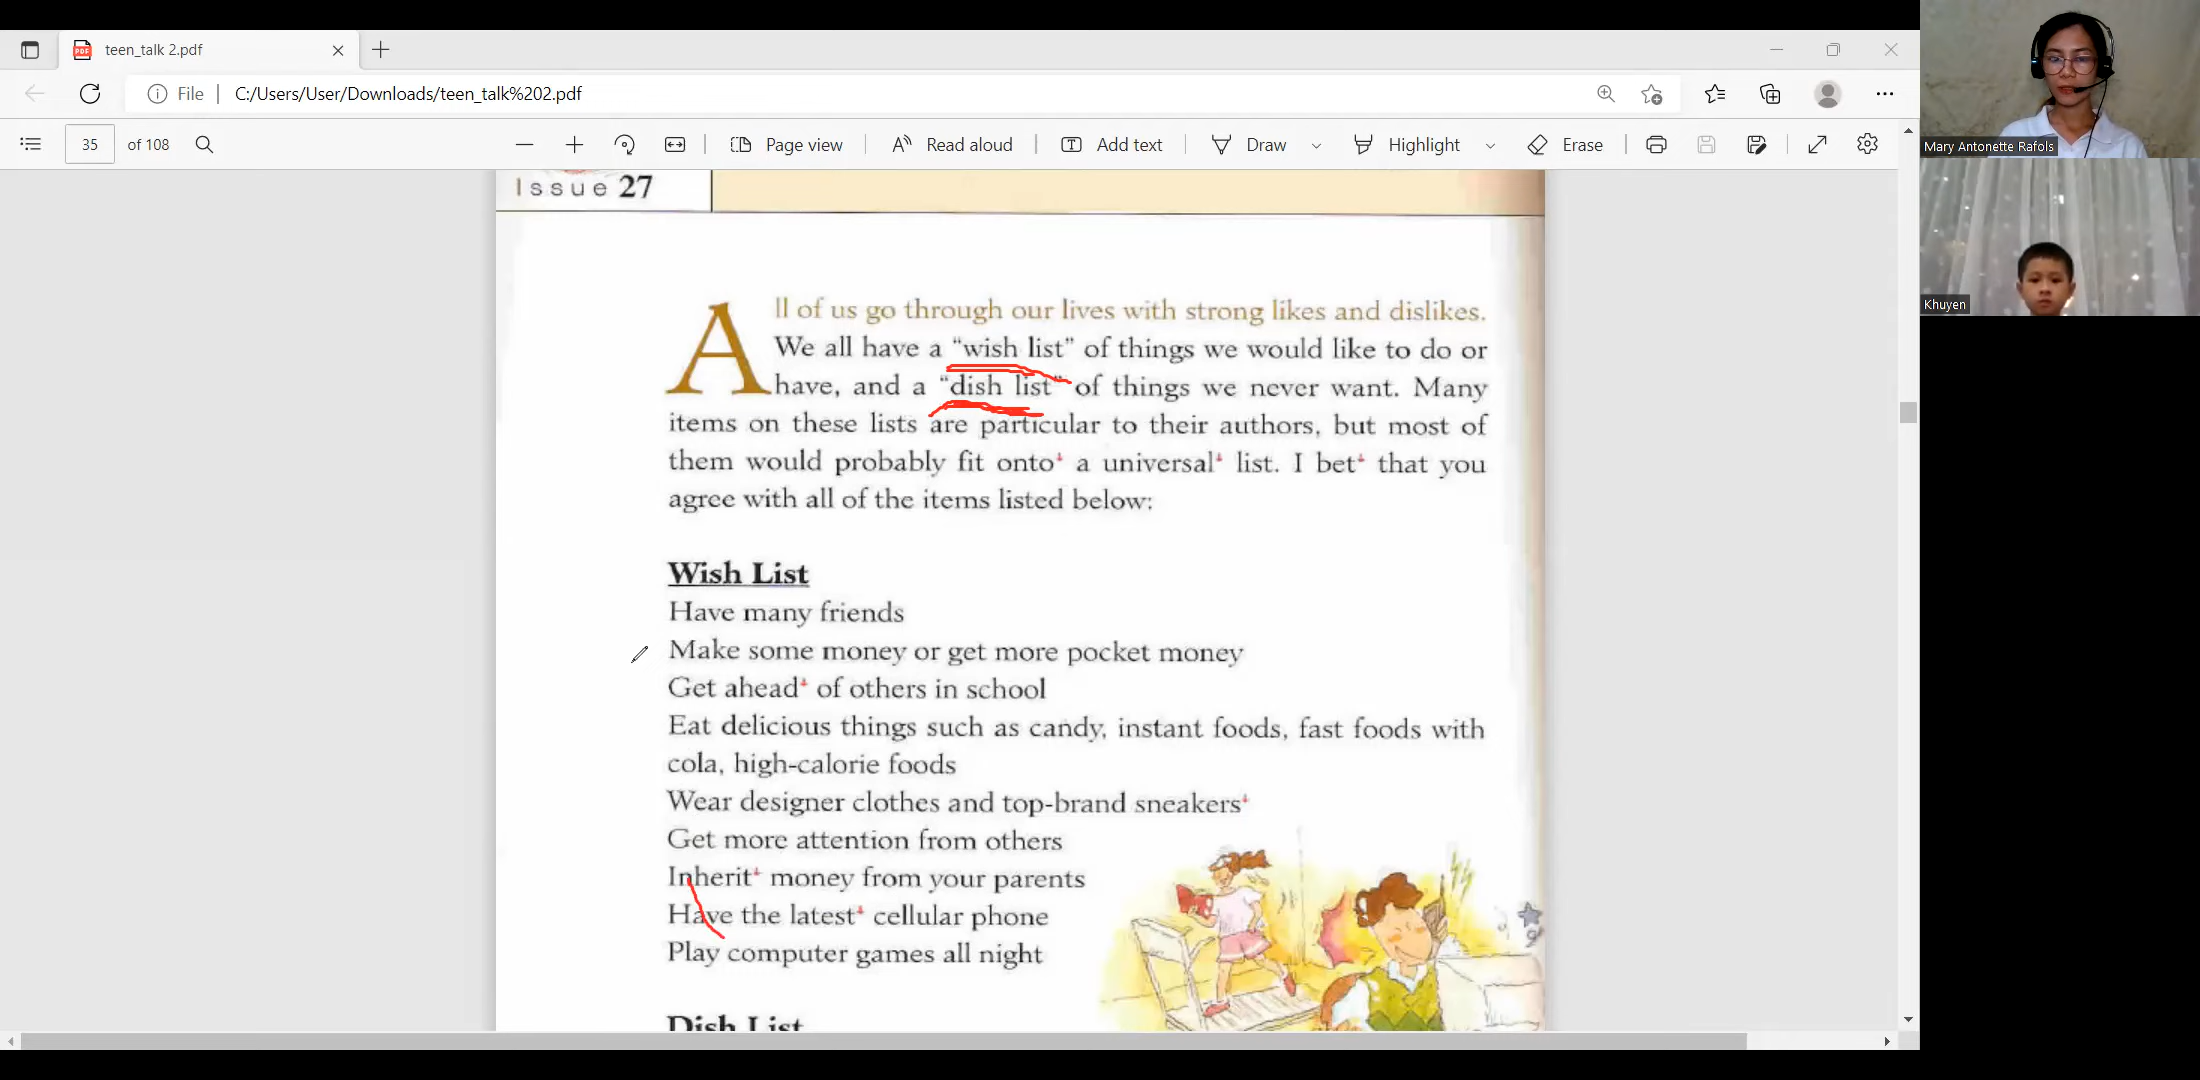 teen_talk 2.pdf
File
C:/Users/User/Downloads/teen_talk%202.pdf
35 of 108
Page view
Read aloud
Add text
Draw
Highlight
Erase
Issue 27
All of us go through our lives with strong likes and dislikes.
We all have a “wish list” of things we would like to do or
have, and a “dish list” of things we never want. Many
items on these lists are particular to their authors, but most of
them would probably fit onto⁺ a universal⁺ list. I bet⁺ that you
agree with all of the items listed below:
Wish List
Have many friends
Make some money or get more pocket money
Get ahead⁺ of others in school
Eat delicious things such as candy, instant foods, fast foods with
cola, high-calorie foods
Wear designer clothes and top-brand sneakers⁺
Get more attention from others
Inherit⁺ money from your parents
Have the latest⁺ cellular phone
Play computer games all night
Dish List
Mary Antonette Rafols
Khuyen